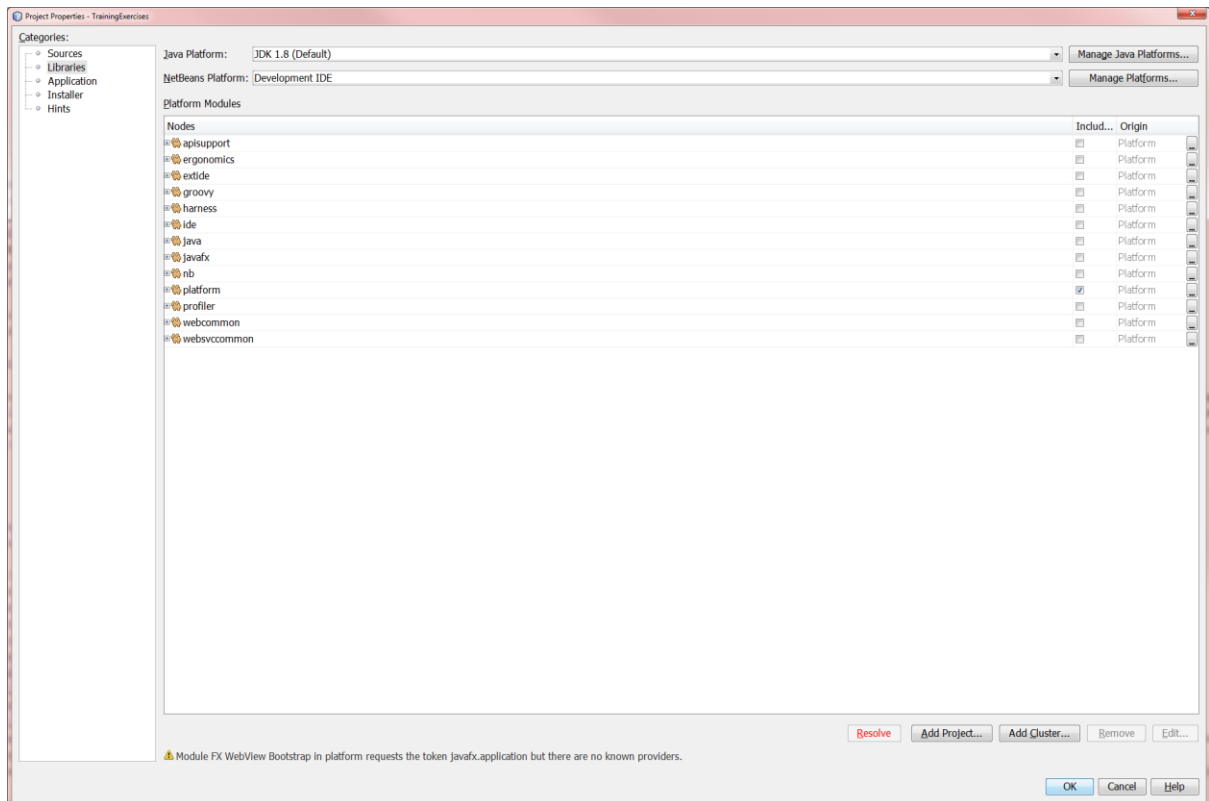 Project Properties - TrainingExercises
Categories:
Sources
Libraries
Application
Installer
Hints
Java Platform: JDK 1.8 (Default) Manage Java Platforms...
NetBeans Platform: Development IDE Manage Platforms...
Platform Modules
Nodes Includ... Origin
apisupport Platform ...
ergonomics Platform ...
extide Platform ...
groovy Platform ...
harness Platform ...
ide Platform ...
java Platform ...
javafx Platform ...
nb Platform ...
platform Platform ...
profiler Platform ...
webcommon Platform ...
websvccommon Platform ...
Resolve Add Project... Add Cluster... Remove Edit...
Module FX WebView Bootstrap in platform requests the token javafx.application but there are no known providers.
OK Cancel Help